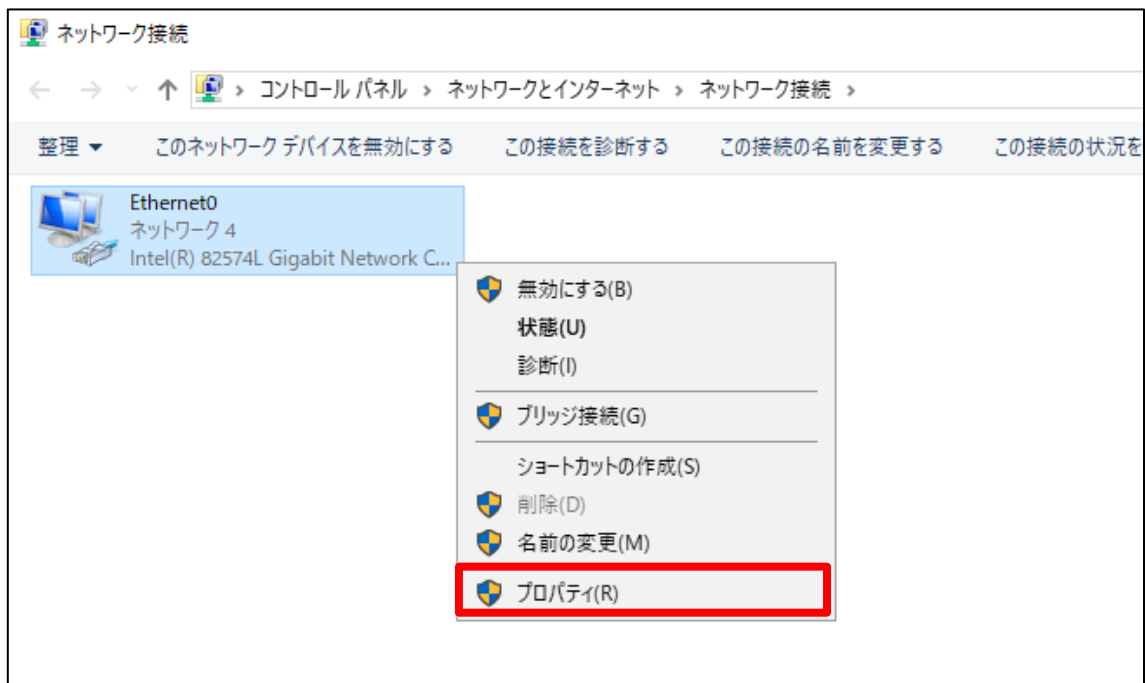 ネットワーク接続
コントロール パネル › ネットワークとインターネット › ネットワーク接続 ›
整理 このネットワーク デバイスを無効にする この接続を診断する この接続の名前を変更する この接続の状況を
Ethernet0
ネットワーク 4
Intel(R) 82574L Gigabit Network C...
無効にする(B)
状態(U)
診断(I)
ブリッジ接続(G)
ショートカットの作成(S)
削除(D)
名前の変更(M)
プロパティ(R)